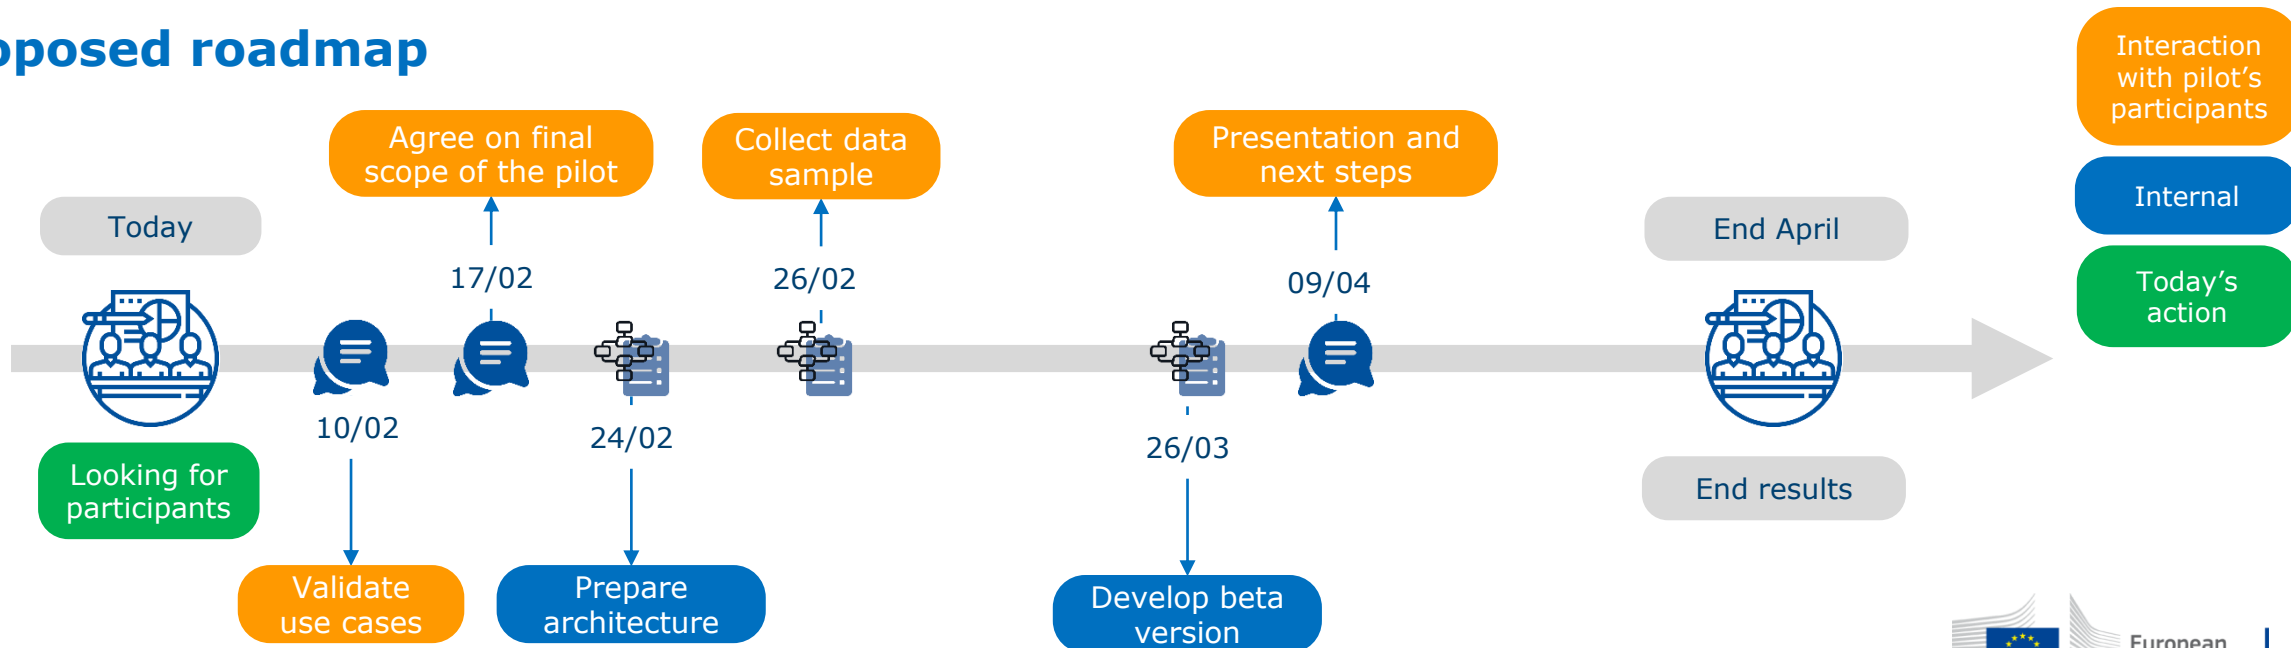 oposed roadmap
Interaction
with pilot's
participants
Internal
Today's
action
Agree on final
scope of the pilot
Collect data
sample
Presentation and
next steps
Today
End April
17/02
26/02
09/04
10/02
24/02
26/03
Looking for
participants
End results
Validate
use cases
Prepare
architecture
Develop beta
version
European